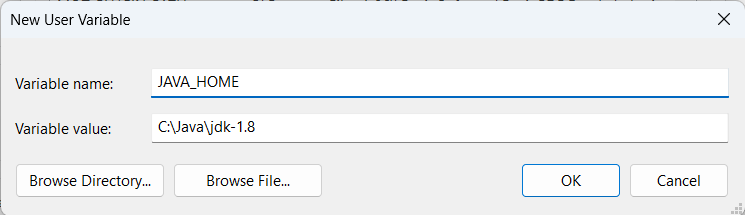 New User Variable
Variable name: JAVA_HOME
Variable value: C:\Java\jdk-1.8
Browse Directory... Browse File... OK Cancel